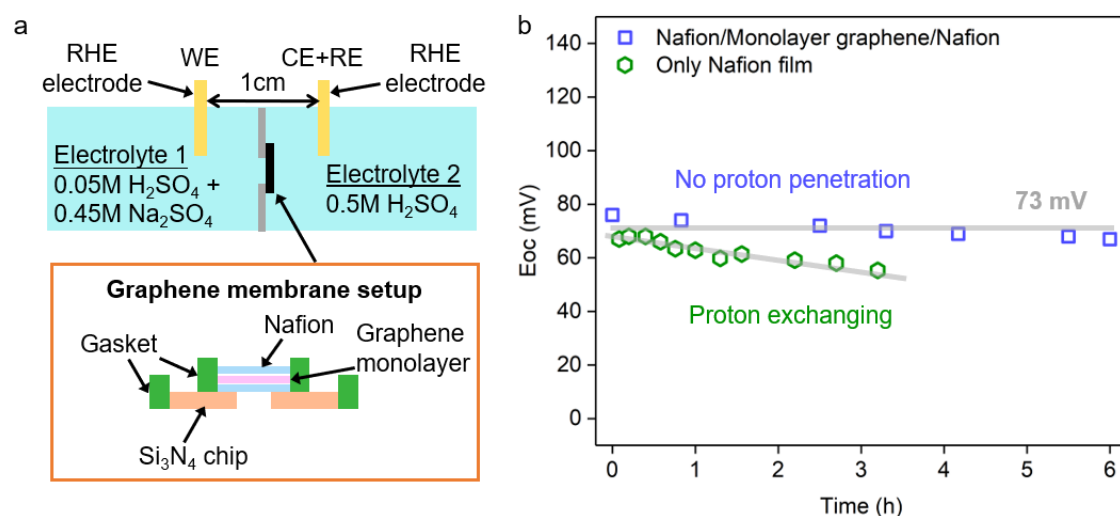 a
RHE
electrode
WE
CE+RE
RHE
electrode
1cm
Electrolyte 1
0.05M H₂SO₄ +
0.45M Na₂SO₄
Electrolyte 2
0.5M H₂SO₄
Graphene membrane setup
Gasket
Nafion
Graphene
monolayer
Si₃N₄ chip
b
Nafion/Monolayer graphene/Nafion
Only Nafion film
No proton penetration
73 mV
Proton exchanging
Eoc (mV)
140
120
100
80
60
40
20
0
0 1 2 3 4 5 6
Time (h)